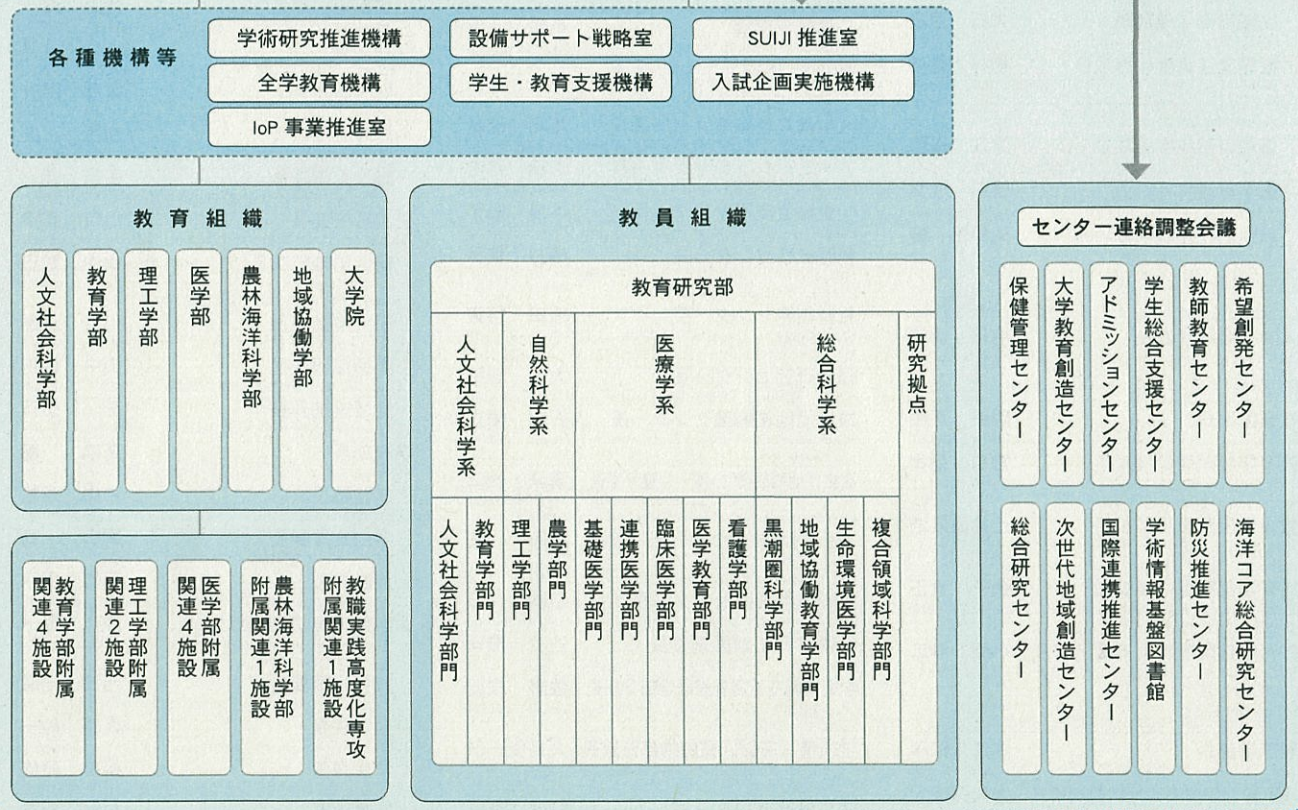 各種機構等
学術研究推進機構
設備サポート戦略室
SUIJI 推進室
全学教育機構
学生・教育支援機構
入試企画実施機構
IoP 事業推進室
教育組織
人文社会科学部
教育学部
理工学部
医学部
農林海洋科学部
地域協働学部
大学院
教育学部附属
関連4施設
理工学部附属
関連2施設
医学部附属
関連4施設
農林海洋科学部
附属関連1施設
教職実践高度化専攻
附属関連1施設
教員組織
教育研究部
人文社会科学系
自然科学系
医療学系
総合科学系
研究拠点
人文社会科学部門
教育学部門
理工学部門
農学部門
基礎医学部門
連携医学部門
臨床医学部門
医学教育部門
看護学部門
黒潮圏科学部門
地域協働教育学部門
生命環境医学部門
複合領域科学部門
センター連絡調整会議
保健管理センター
大学教育創造センター
アドミッションセンター
学生総合支援センター
教師教育センター
希望創発センター
総合研究センター
次世代地域創造センター
国際連携推進センター
学術情報基盤図書館
防災推進センター
海洋コア総合研究センター